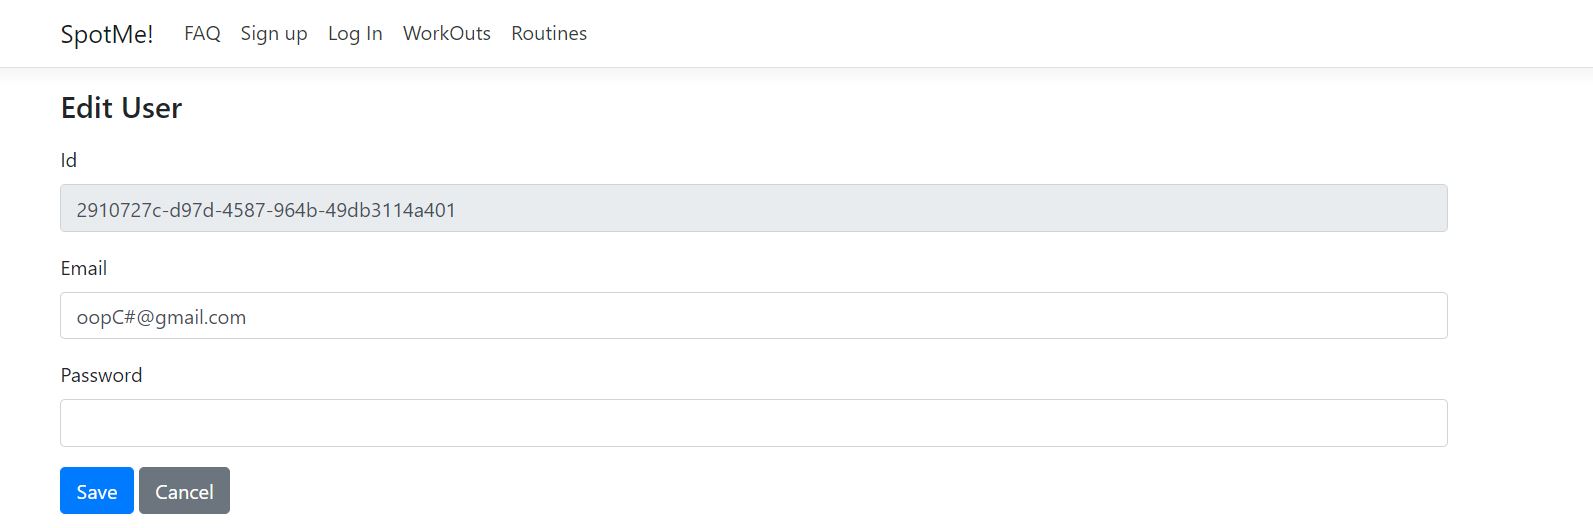 SpotMe! FAQ Sign up Log In WorkOuts Routines
Edit User
Id
2910727c-d97d-4587-964b-49db3114a401
Email
oopC#@gmail.com
Password
Save Cancel